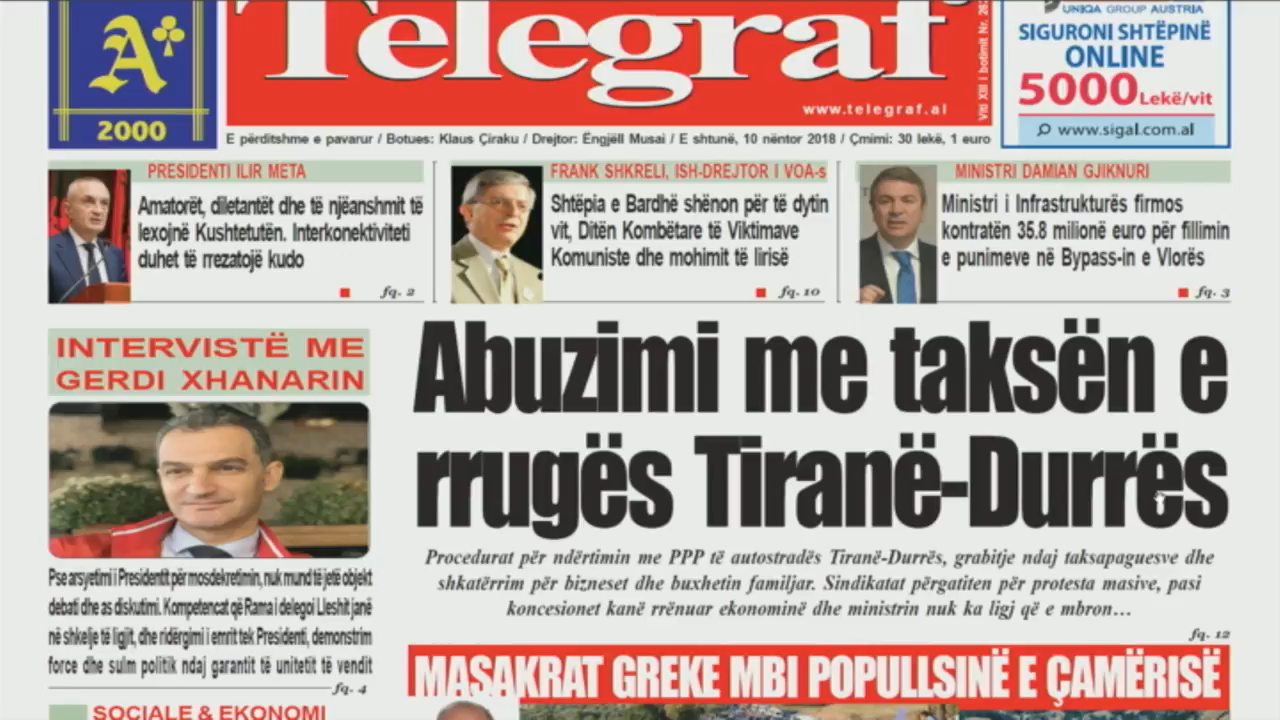 A
2000
Telegraf
www.telegraf.al
UNIQA GROUP AUSTRIA
SIGURONI SHTËPINË
ONLINE
5000 Lekë/vit
www.sigal.com.al
E përditshme e pavarur / Botues: Klaus Çiraku / Drejtor: Ëngjëll Musai / E shtunë, 10 nëntor 2018 / Çmimi: 30 lekë, 1 euro
PRESIDENTI ILIR META
Amatorët, diletantët dhe të njëanshmit të
lexojnë Kushtetutën. Interkonektiviteti
duhet të rrezatojë kudo
fq. 2
FRANK SHKRELI, ISH-DREJTOR I VOA-s
Shtëpia e Bardhë shënon për të dytin
vit, Ditën Kombëtare të Viktimave
Komuniste dhe mohimit të lirisë
fq. 10
MINISTRI DAMIAN GJIKNURI
Ministri i Infrastrukturës firmos
kontratën 35.8 milionë euro për fillimin
e punimeve në Bypass-in e Vlorës
fq. 3
INTERVISTË ME
GERDI XHANARIN
Pse arsyetimi i Presidentit për mosdekretimin, nuk mund të jetë objekt
debati dhe as diskutimi. Kompetencat që Rama i delegoi Lleshit janë
në shkelje të ligjit, dhe ridërgimi i emrit tek Presidenti, demonstrim
force dhe sulm politik ndaj garantit të unitetit të vendit
fq. 4
SOCIALE & EKONOMI
Abuzimi me taksën e
rrugës Tiranë-Durrës
Procedurat për ndërtimin me PPP të autostradës Tiranë-Durrës, grabitje ndaj taksapaguesve dhe
shkatërrim për bizneset dhe buxhetin familjar. Sindikatat përgatiten për protesta masive, pasi
koncesionet kanë rrënuar ekonominë dhe ministrin nuk ka ligj që e mbron...
fq. 12
MASAKRAT GREKE MBI POPULLSINË E ÇAMËRISË